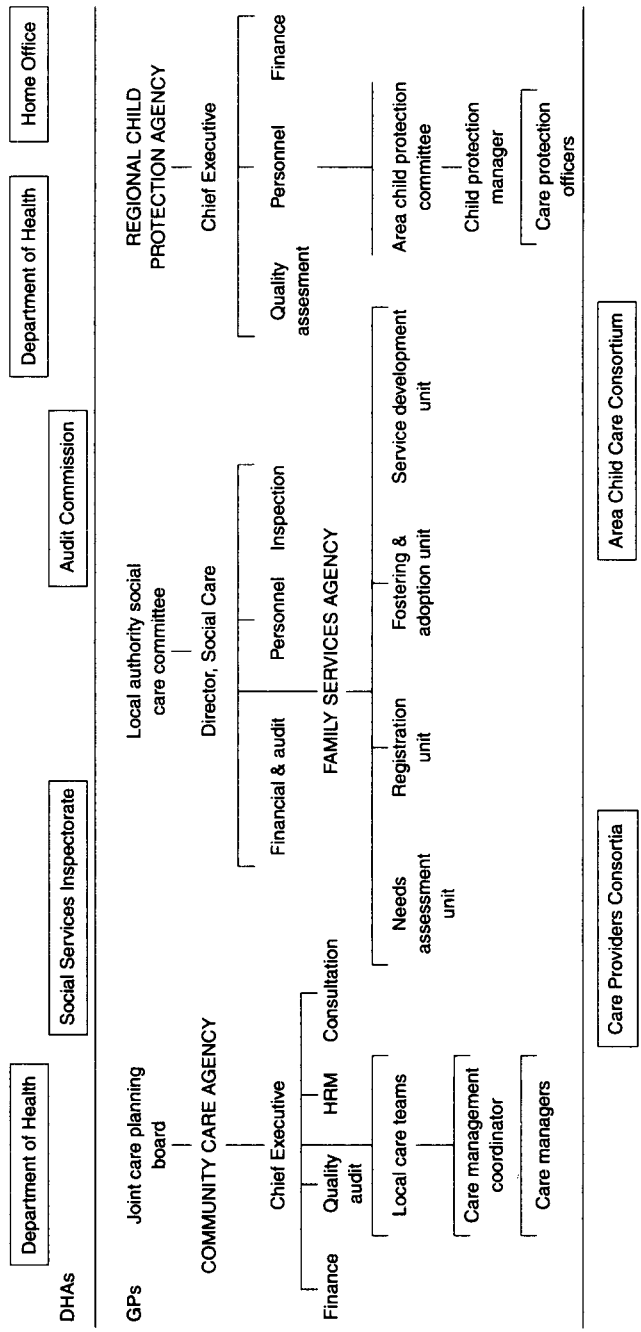 Department of Health
Department of Health
Home Office
DHAs
Social Services Inspectorate
Audit Commission
GPs
Joint care planning
board
COMMUNITY CARE AGENCY
Chief Executive
Finance
Quality
audit
HRM
Consultation
Local care teams
Care management
coordinator
Care managers
Local authority social
care committee
Director, Social Care
Financial & audit
Personnel
Inspection
FAMILY SERVICES AGENCY
Needs
assessment
unit
Registration
unit
Fostering &
adoption unit
Service development
unit
REGIONAL CHILD
PROTECTION AGENCY
Chief Executive
Quality
assesment
Personnel
Finance
Area child protection
committee
Child protection
manager
Care protection
officers
Care Providers Consortia
Area Child Care Consortium